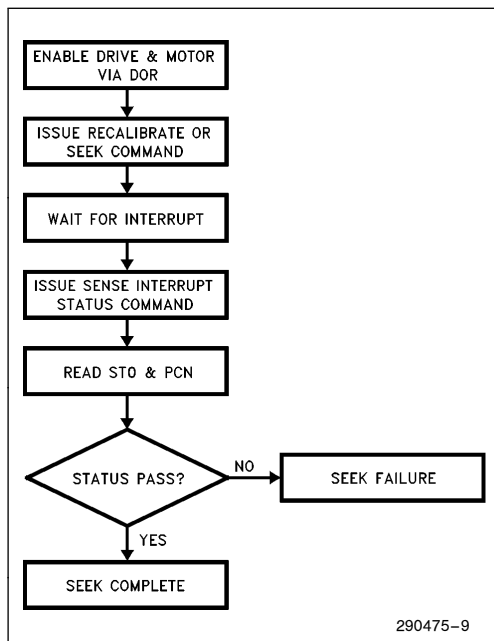 ENABLE DRIVE & MOTOR
VIA DOR
ISSUE RECALIBRATE OR
SEEK COMMAND
WAIT FOR INTERRUPT
ISSUE SENSE INTERRUPT
STATUS COMMAND
READ ST0 & PCN
STATUS PASS?
NO
SEEK FAILURE
YES
SEEK COMPLETE
290475–9